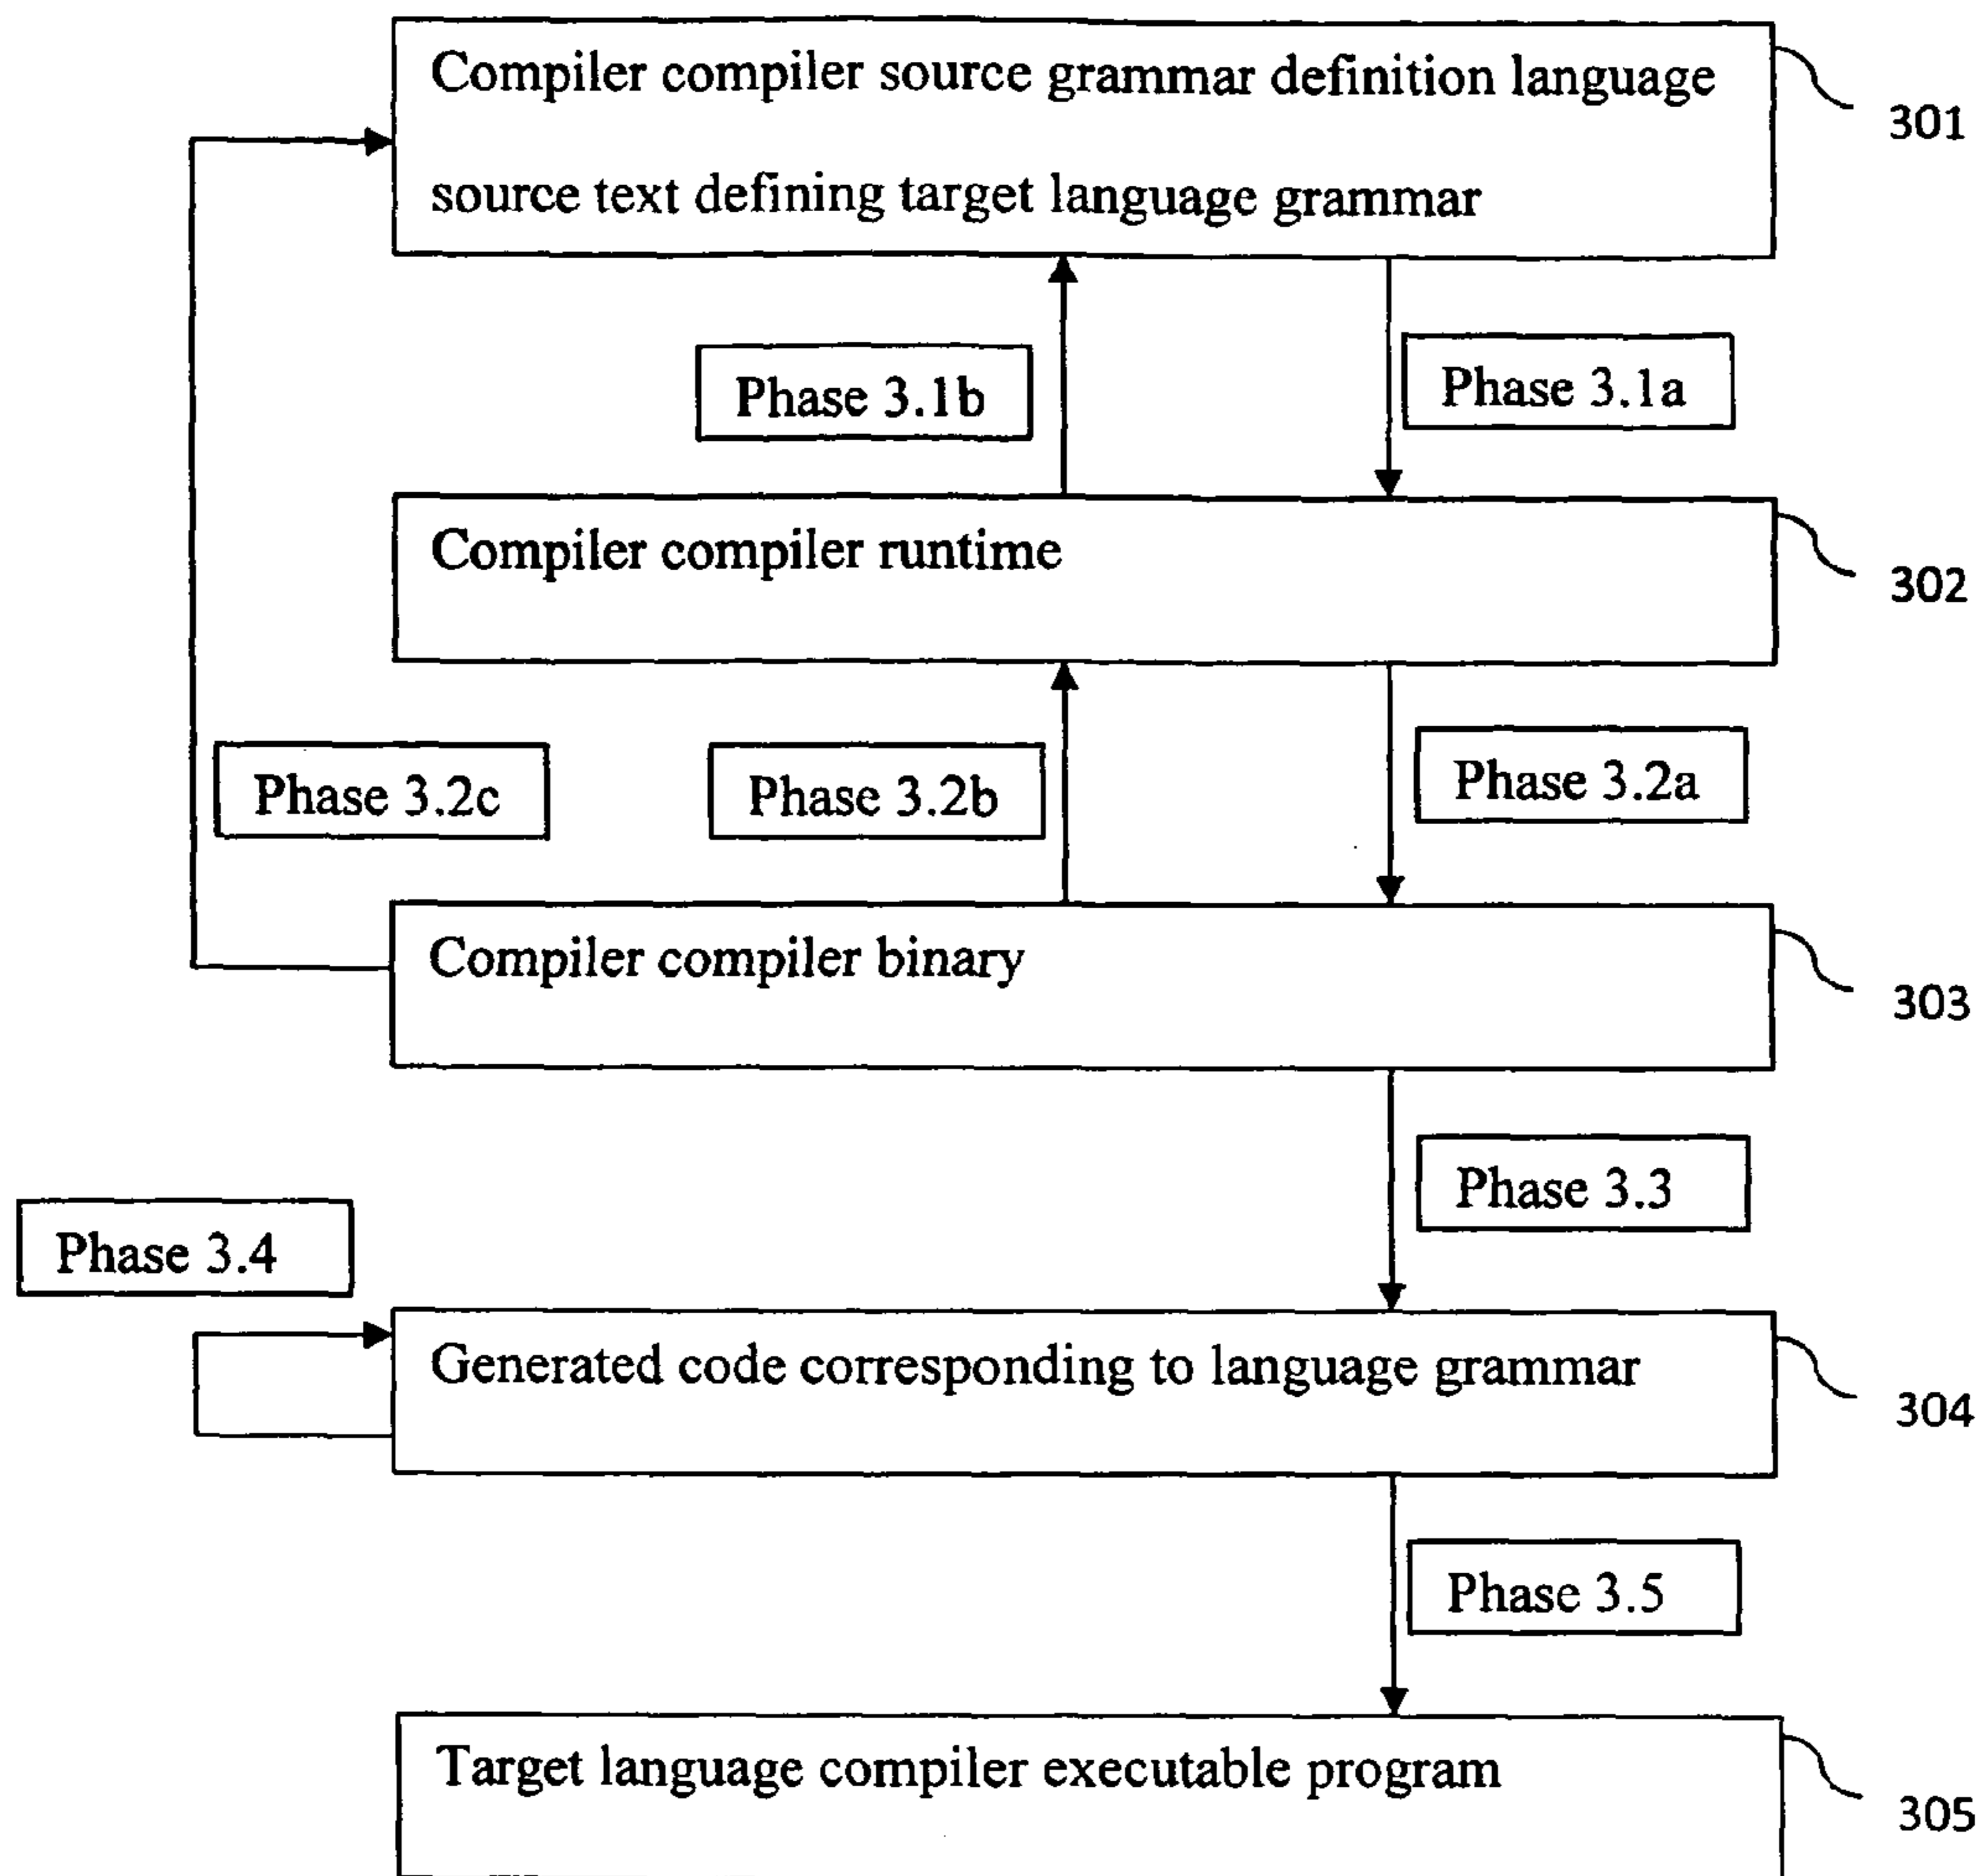 Compiler compiler source grammar definition language
source text defining target language grammar
301
Phase 3.1b
Phase 3.1a
Compiler compiler runtime
302
Phase 3.2c
Phase 3.2b
Phase 3.2a
Compiler compiler binary
303
Phase 3.3
Phase 3.4
Generated code corresponding to language grammar
304
Phase 3.5
Target language compiler executable program
305